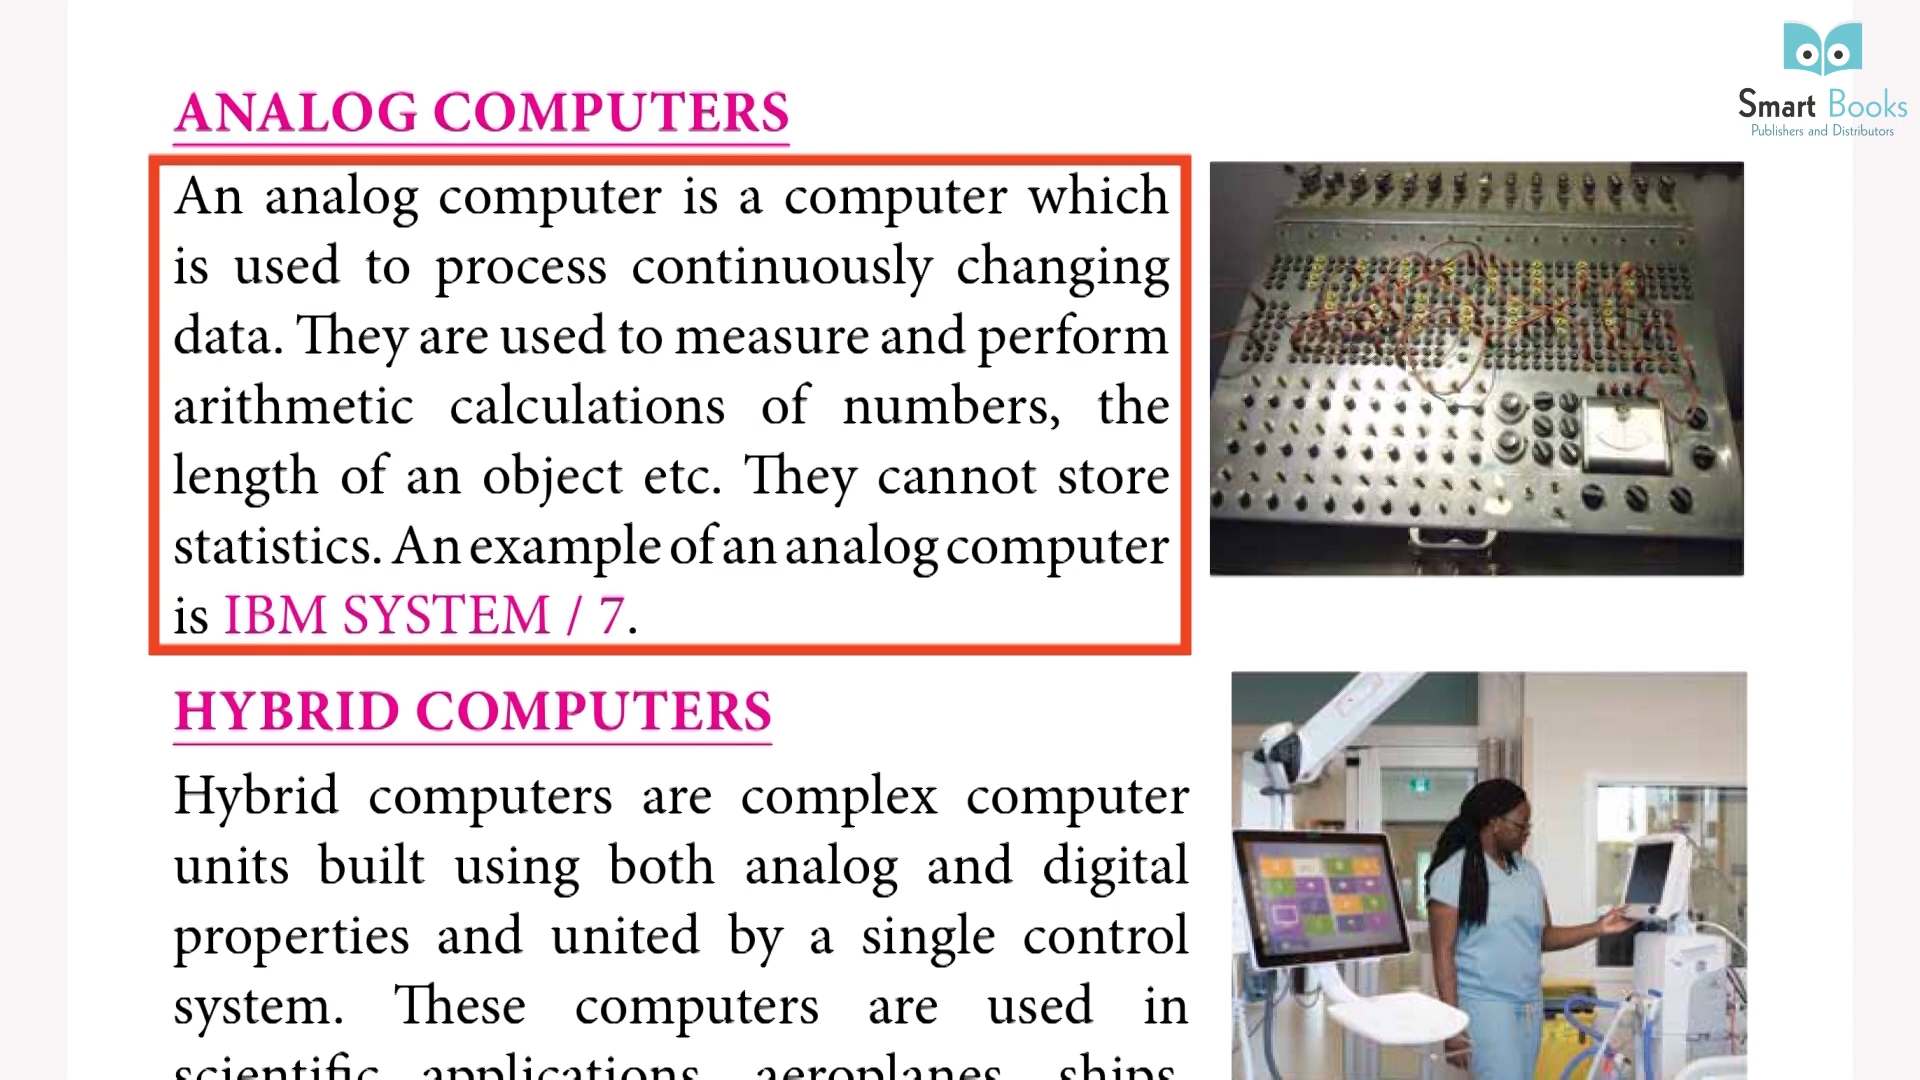 Smart Books
Publishers and Distributors
ANALOG COMPUTERS
An analog computer is a computer which
is used to process continuously changing
data. They are used to measure and perform
arithmetic calculations of numbers, the
length of an object etc. They cannot store
statistics. An example of an analog computer
is IBM SYSTEM / 7.
HYBRID COMPUTERS
Hybrid computers are complex computer
units built using both analog and digital
properties and united by a single control
system. These computers are used in
scientific applications, aeroplanes, ships,